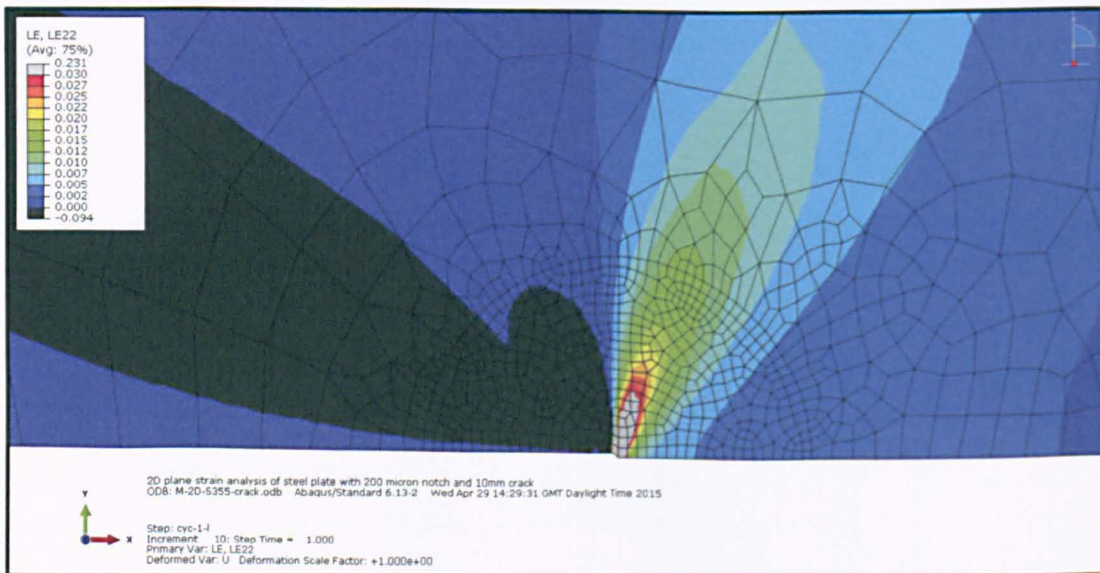 LE, LE22
(Avg: 75%)
0.231
0.030
0.027
0.025
0.022
0.020
0.017
0.015
0.012
0.010
0.007
0.005
0.002
0.000
-0.094
2D plane strain analysis of steel plate with 200 micron notch and 10mm crack
ODB: M-2D-S355-crack.odb Abaqus/Standard 6.13-2 Wed Apr 29 14:29:31 GMT Daylight Time 2015
Y
X
Step: cyc-1-l
Increment 10: Step Time = 1.000
Primary Var: LE, LE22
Deformed Var: U Deformation Scale Factor: +1.000e+00